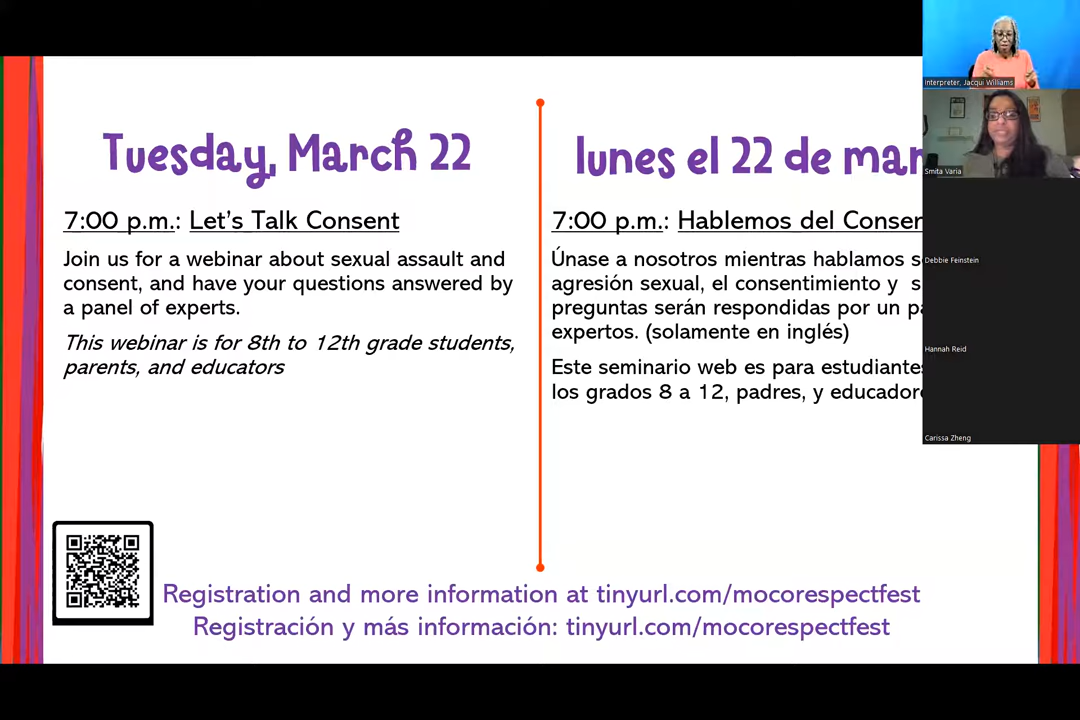 Tuesday, March 22
7:00 p.m.: Let's Talk Consent
Join us for a webinar about sexual assault and
consent, and have your questions answered by
a panel of experts.
This webinar is for 8th to 12th grade students,
parents, and educators
lunes el 22 de
7:00 p.m.: Hablemos del
Únase a nosotros mientras hablamos
agresión sexual, el consentimiento y
preguntas serán respondidas por un
expertos. (solamente en inglés)
Este seminario web es para estudiantes
los grados 8 a 12, padres, y
Registration and more information at tinyurl.com/mocorespectfest
Registración y más información: tinyurl.com/mocorespectfest
Interpreter, Jacqui Williams
Smita Varia
Debbie Feinstein
Hannah Reid
Carissa Zheng